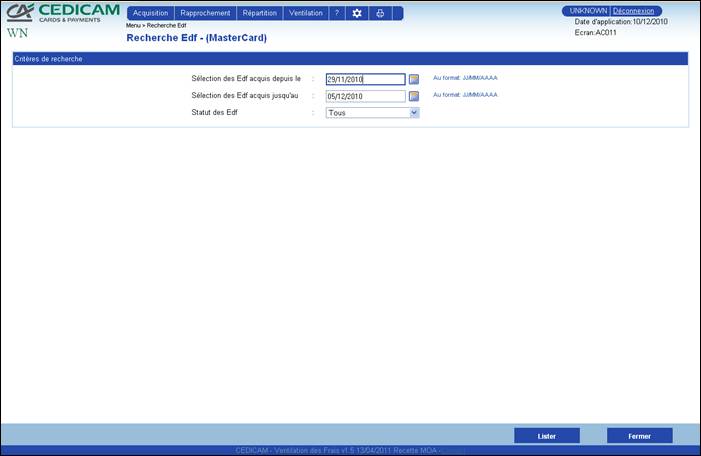 CEDICAM
CARDS & PAYMENTS
WN
Acquisition Rapprochement Répartition Ventilation ?
Menu > Recherche Edf
Recherche Edf - (MasterCard)
UNKNOWN | Déconnexion
Date d'application:10/12/2010
Ecran:AC011
Critères de recherche
Sélection des Edf acquis depuis le : 29/11/2010 Au format: JJ/MM/AAAA
Sélection des Edf acquis jusqu'au : 05/12/2010 Au format: JJ/MM/AAAA
Statut des Edf : Tous
Lister Fermer
CEDICAM - Ventilation des Frais v1.5 13/04/2011 Recette MOA -